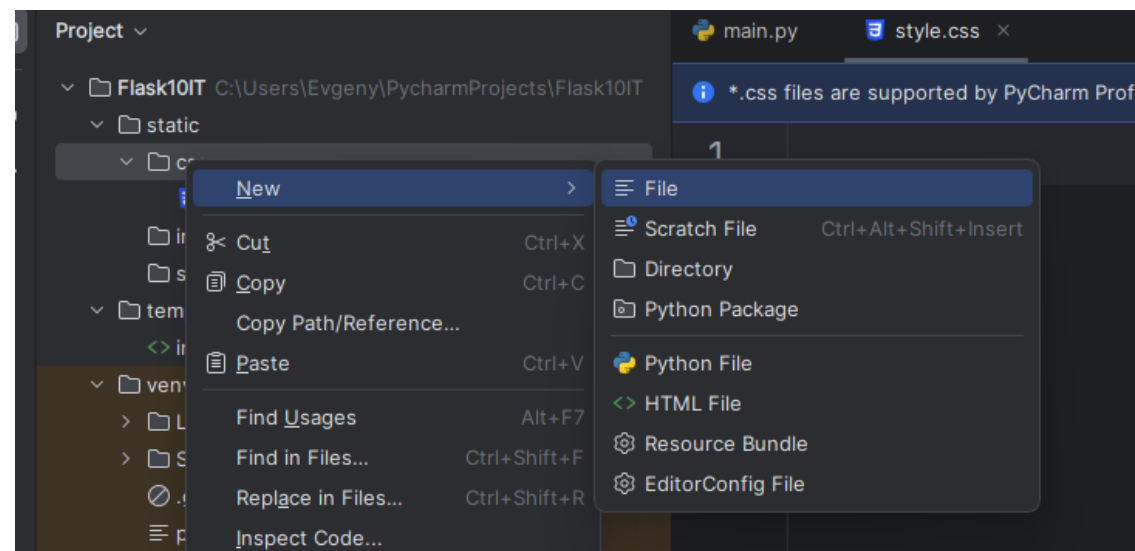 Project
main.py
style.css
Flask10IT C:\Users\Evgeny\PycharmProjects\Flask10IT
*.css files are supported by PyCharm Prof
static
1
New
File
Scratch File Ctrl+Alt+Shift+Insert
Cut Ctrl+X
Directory
Copy Ctrl+C
Python Package
tem
Copy Path/Reference...
Paste Ctrl+V
Python File
venv
HTML File
Find Usages Alt+F7
Resource Bundle
Find in Files... Ctrl+Shift+F
EditorConfig File
Replace in Files... Ctrl+Shift+R
Inspect Code...